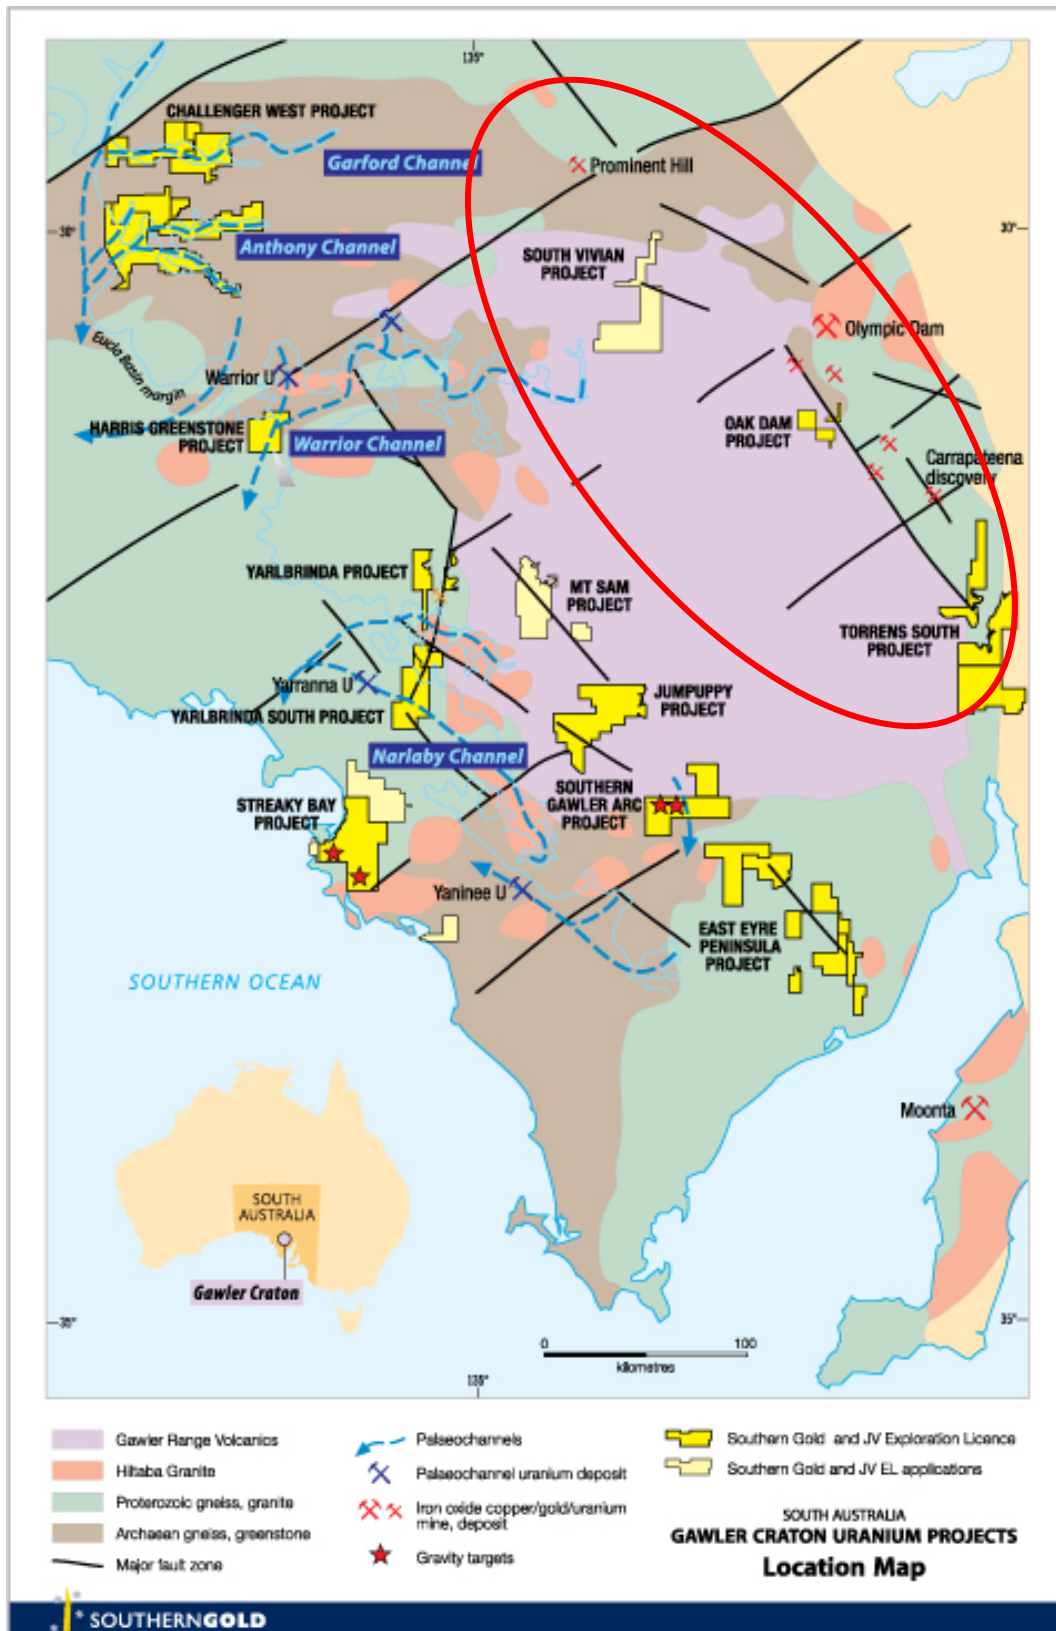 135°
CHALLENGER WEST PROJECT
Garford Channel
Prominent Hill
30°
30°
Anthony Channel
SOUTH VIVIAN
PROJECT
Olympic Dam
Eucla Basin margin
Warrior U
HARRIS GREENSTONE
PROJECT
Warrior Channel
OAK DAM
PROJECT
Carrapateena
discovery
YARLBRINDA PROJECT
MT SAM
PROJECT
TORRENS SOUTH
PROJECT
Yarranna U
JUMPUPPY
PROJECT
YARLBRINDA SOUTH PROJECT
Narlaby Channel
STREAKY BAY
PROJECT
SOUTHERN
GAWLER ARC
PROJECT
Yaninee U
EAST EYRE
PENINSULA
PROJECT
SOUTHERN OCEAN
Moonta
SOUTH
AUSTRALIA
Gawler Craton
35°
35°
0 100
kilometres
135°
Gawler Range Volcanics
Hiltaba Granite
Proterozoic gneiss, granite
Archaean gneiss, greenstone
Major fault zone
Palaeochannels
Palaeochannel uranium deposit
Iron oxide copper/gold/uranium
mine, deposit
Gravity targets
Southern Gold and JV Exploration Licence
Southern Gold and JV EL applications
SOUTH AUSTRALIA
GAWLER CRATON URANIUM PROJECTS
Location Map
SOUTHERNGOLD